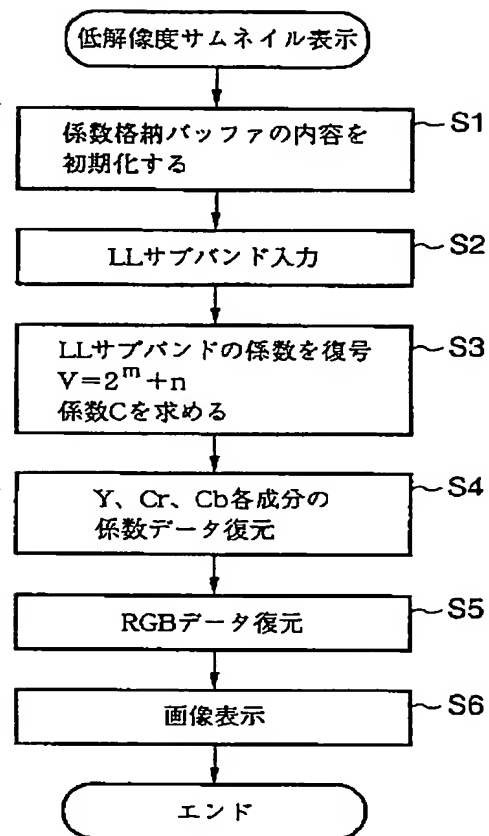 低解像度サムネイル表示
係数格納バッファの内容を
初期化する
S1
LLサブバンド入力
S2
LLサブバンドの係数を復号
V=2^m+n
係数Cを求める
S3
Y、Cr、Cb各成分の
係数データ復元
S4
RGBデータ復元
S5
画像表示
S6
エンド